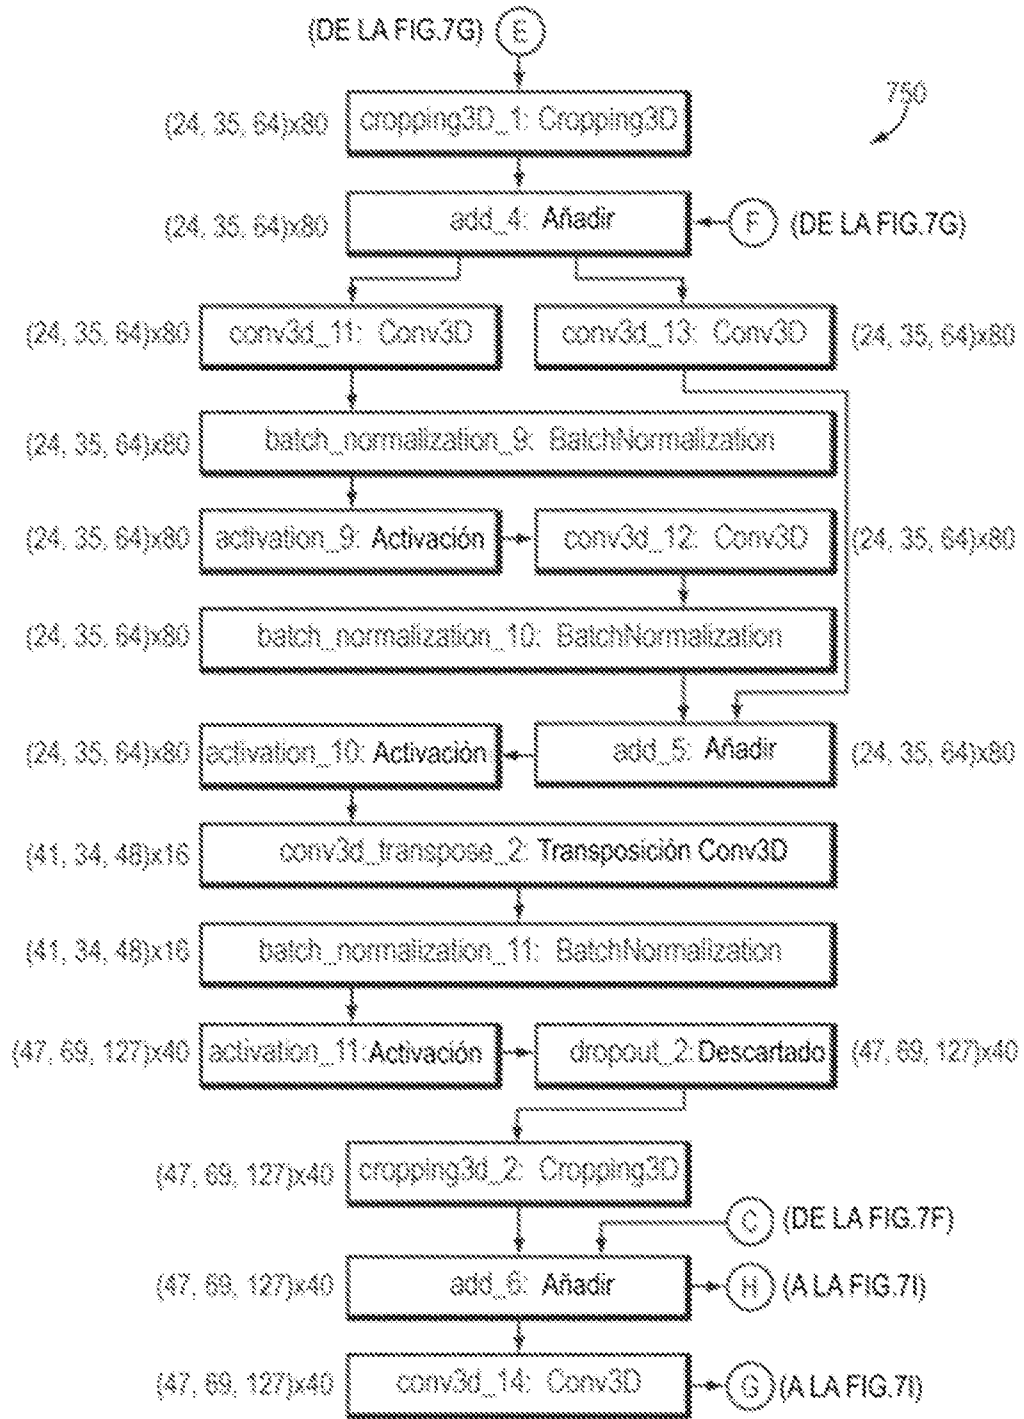 (DE LA FIG.7G) E
750
(24, 35, 64)x80 cropping3D_1: Cropping3D
(24, 35, 64)x80 add_4: Añadir F (DE LA FIG.7G)
(24, 35, 64)x80 conv3d_11: Conv3D conv3d_13: Conv3D (24, 35, 64)x80
(24, 35, 64)x80 batch_normalization_9: BatchNormalization
(24, 35, 64)x80 activation_9: Activación conv3d_12: Conv3D (24, 35, 64)x80
(24, 35, 64)x80 batch_normalization_10: BatchNormalization
(24, 35, 64)x80 activation_10: Activación add_5: Añadir (24, 35, 64)x80
(41, 34, 48)x16 conv3d_transpose_2: Transposición Conv3D
(41, 34, 48)x16 batch_normalization_11: BatchNormalization
(47, 69, 127)x40 activation_11: Activación dropout_2: Descartado (47, 69, 127)x40
(47, 69, 127)x40 cropping3d_2: Cropping3D
C (DE LA FIG.7F)
(47, 69, 127)x40 add_6: Añadir H (A LA FIG.7I)
(47, 69, 127)x40 conv3d_14: Conv3D G (A LA FIG.7I)